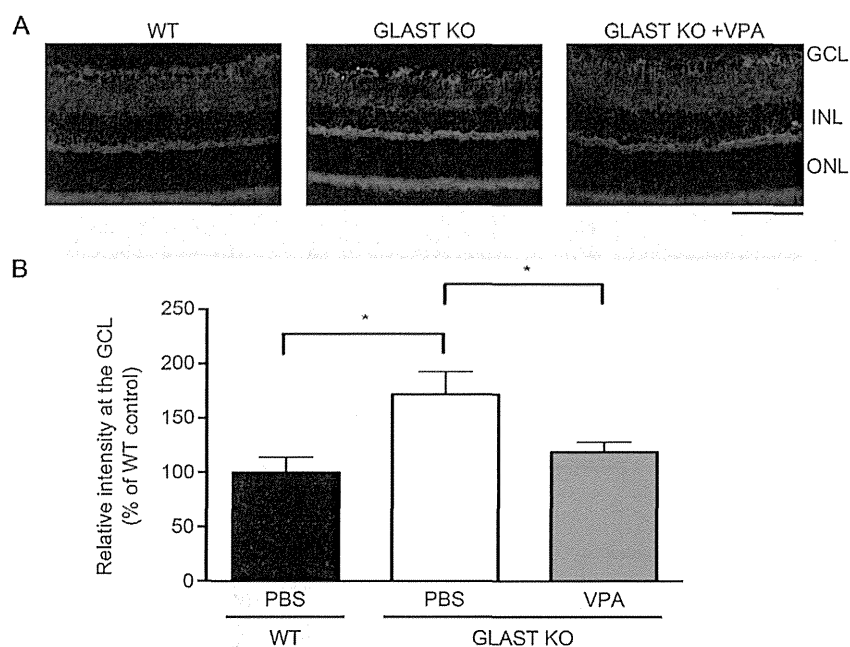 A
WT
GLAST KO
GLAST KO +VPA
GCL
INL
ONL
B
Relative intensity at the GCL
(% of WT control)
250
200
150
100
50
0
*
*
PBS
PBS
VPA
WT
GLAST KO